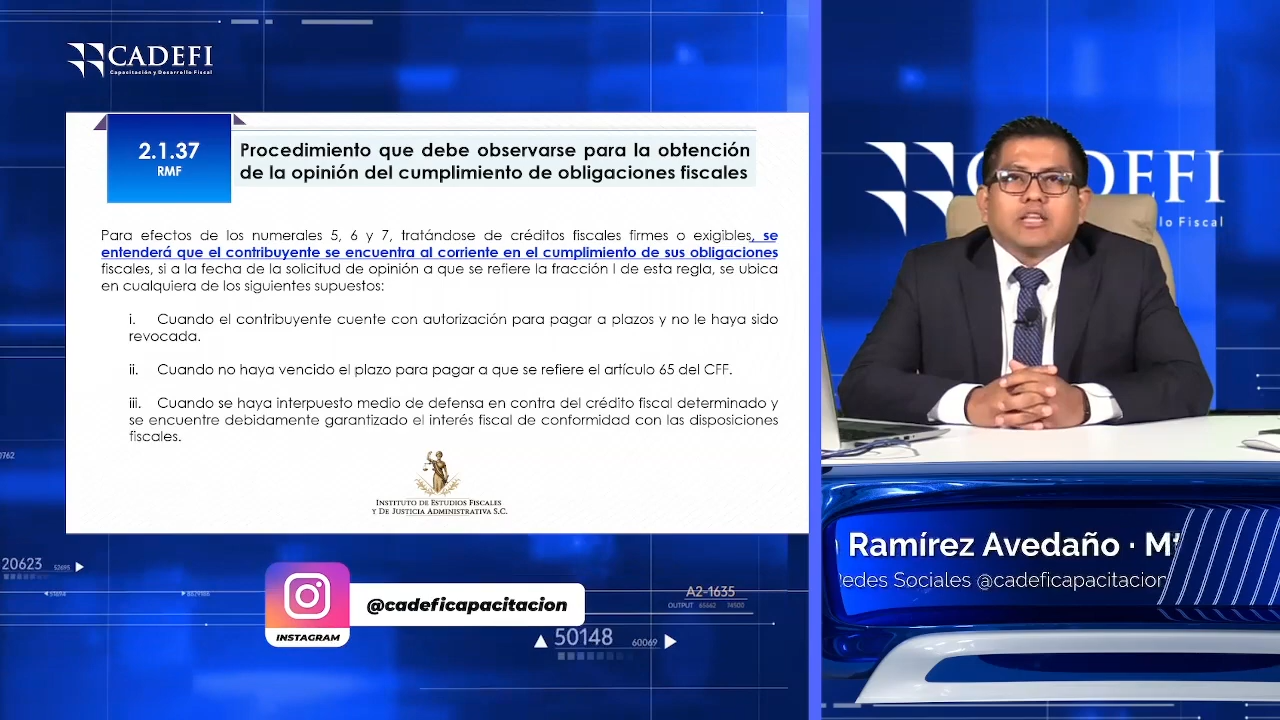 CADEFI
Capacitación y Desarrollo Fiscal
2.1.37
RMF
Procedimiento que debe observarse para la obtención
de la opinión del cumplimiento de obligaciones fiscales
Para efectos de los numerales 5, 6 y 7, tratándose de créditos fiscales firmes o exigibles, se
entenderá que el contribuyente se encuentra al corriente en el cumplimiento de sus obligaciones
fiscales, si a la fecha de la solicitud de opinión a que se refiere la fracción I de esta regla, se ubica
en cualquiera de los siguientes supuestos:
i. Cuando el contribuyente cuente con autorización para pagar a plazos y no le haya sido
revocada.
ii. Cuando no haya vencido el plazo para pagar a que se refiere el artículo 65 del CFF.
iii. Cuando se haya interpuesto medio de defensa en contra del crédito fiscal determinado y
se encuentre debidamente garantizado el interés fiscal de conformidad con las disposiciones
fiscales.
Instituto de Estudios Fiscales
y De Justicia Administrativa S.C.
20623
INSTAGRAM
@cadeficapacitacion
A2-1635
OUTPUT
50148 60069
DEFI
lo Fiscal
Ramírez Avedaño ·
edes Sociales @cadeficapacitacion